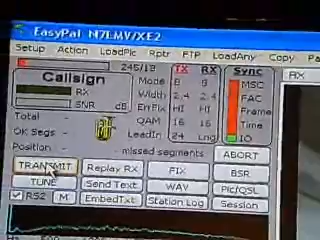 EasyPal N7EMV/XE2
Setup Action LoadPic Rptr FTP LoadAny Copy
245/18 TX RX Sync RX
Callsign Mode B B MSC
RX Width 2.4 2.4 FAC
SNR dB ErrFix HI HI Frame
Total - QAM 16 16 Time
OK Segs - LeadIn 24 Lng IO
Position - - missed segments ABORT
TRANSMIT Replay RX FIX BSR
TUNE Send Text WAV Pic/QSL
RS2 M EmbedTxt Station Log Session